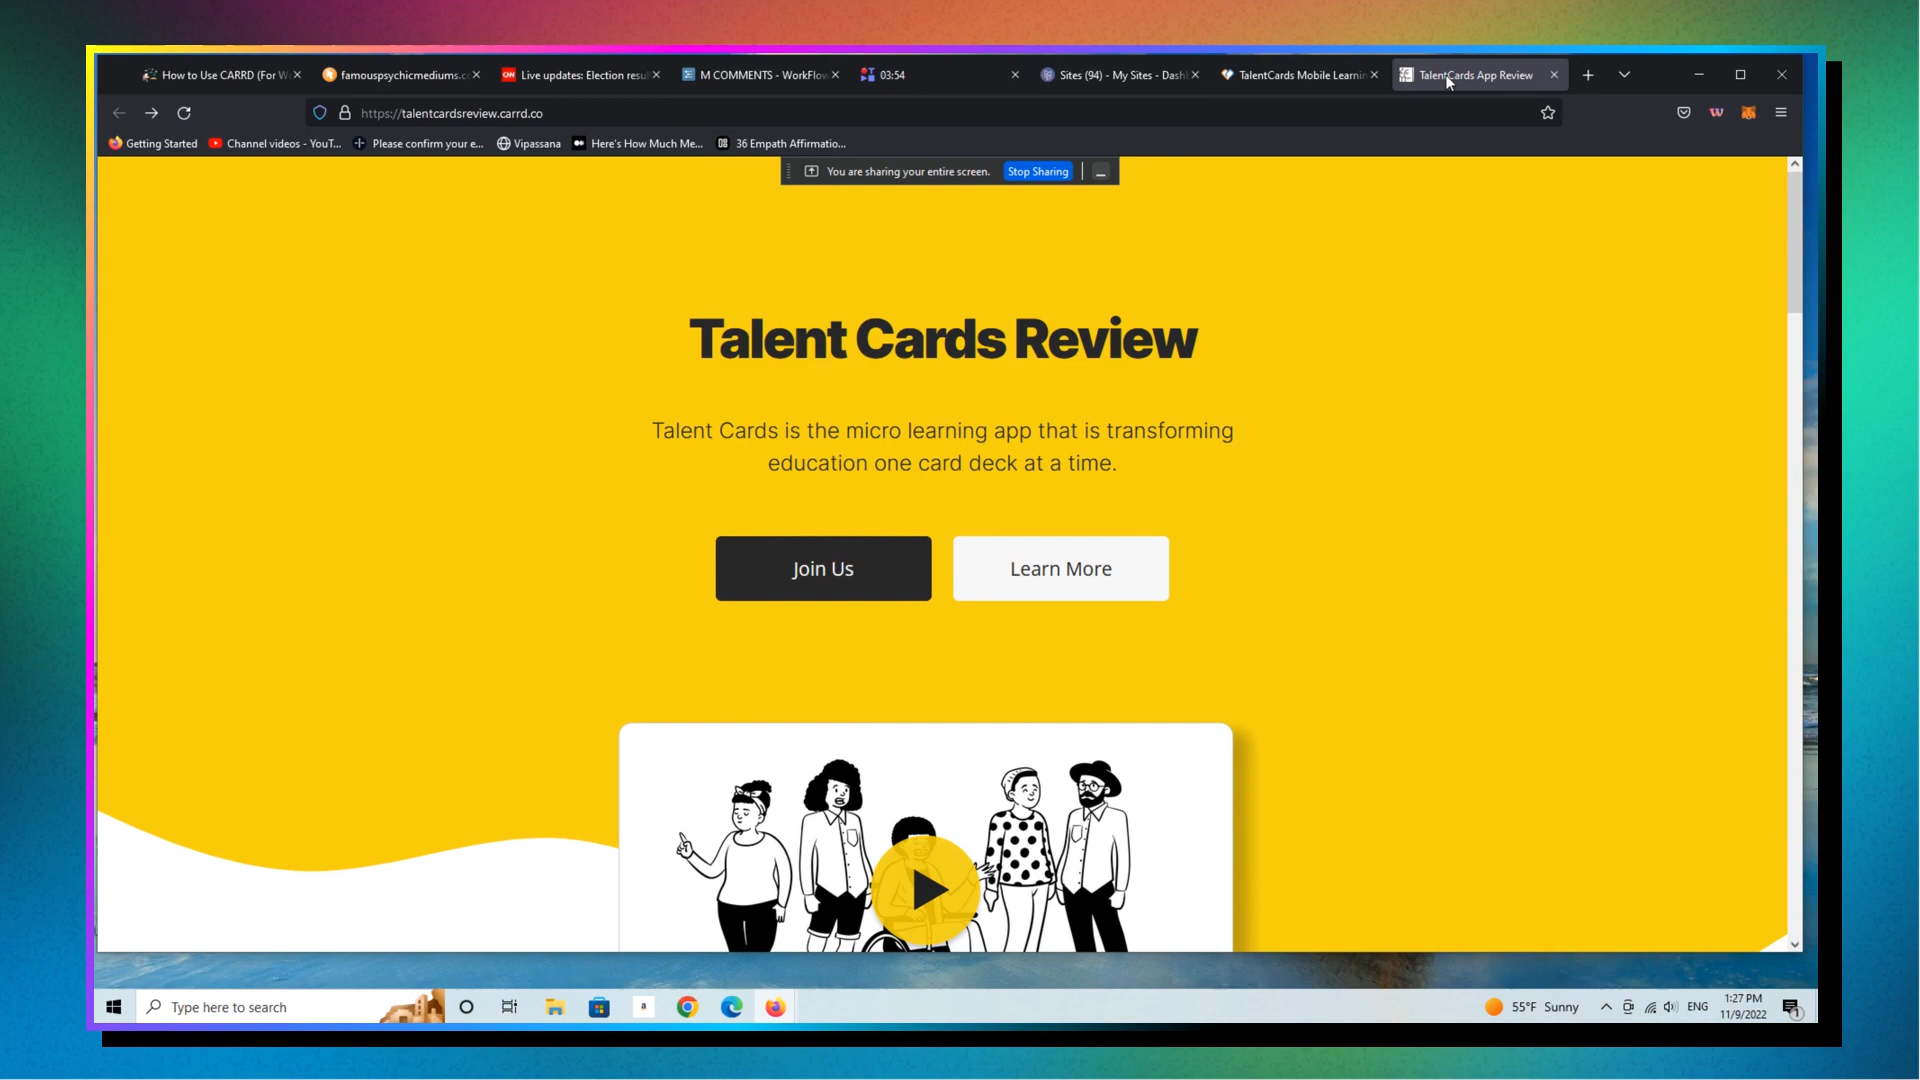 How to Use CARRD (For W
famouspsychicmediums.c
Live updates: Election resu
M COMMENTS - WorkFlow
03:54
Sites (94) - My Sites - Dash
TalentCards Mobile Learnin
TalentCards App Review
https://talentcardsreview.carrd.co
Getting Started
Channel videos - YouT...
Please confirm your e...
Vipassana
Here's How Much Me...
36 Empath Affirmatio...
You are sharing your entire screen.
Stop Sharing
Talent Cards Review
Talent Cards is the micro learning app that is transforming
education one card deck at a time.
Join Us
Learn More
Type here to search
a
55°F Sunny
ENG
1:27 PM
11/9/2022
1